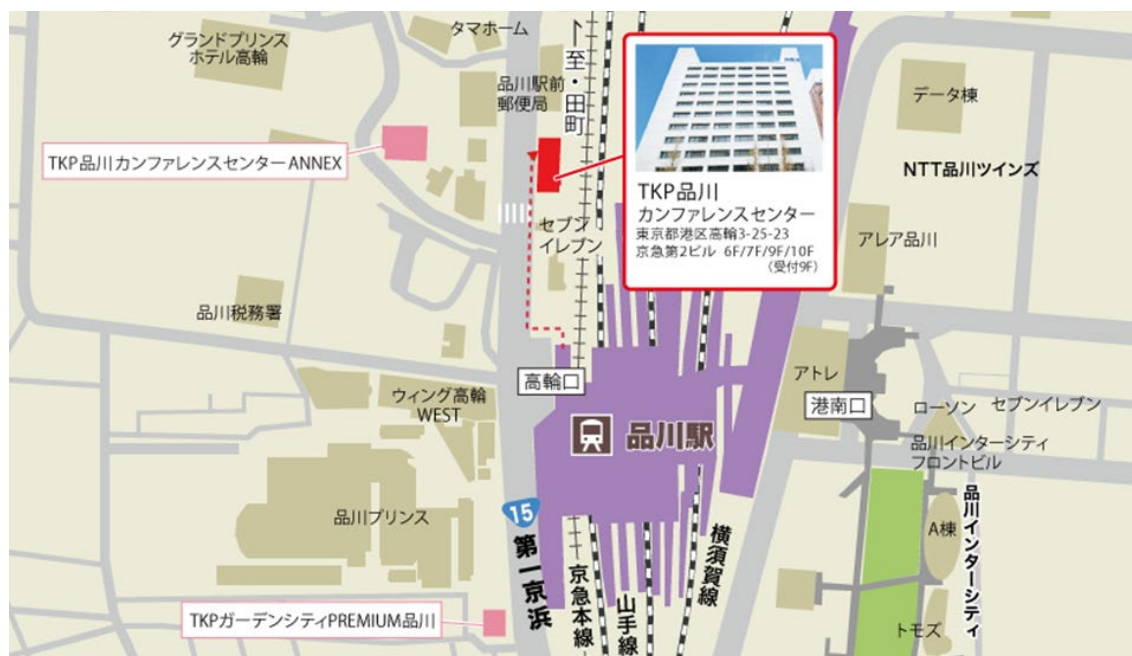 グランドプリンス
ホテル高輪
タマホーム
品川駅前
郵便局
至・田町
TKP品川カンファレンスセンターANNEX
TKP品川
カンファレンスセンター
東京都港区高輪3-25-23
京急第2ビル 6F/7F/9F/10F
(受付9F)
データ棟
NTT品川ツインズ
アレア品川
セブン
イレブン
品川税務署
高輪口
ウィング高輪
WEST
品川駅
アトレ
港南口
ローソン
セブンイレブン
品川インターシティ
フロントビル
品川プリンス
15
第一京浜
京急本線
山手線
横須賀線
A棟
品川インターシティ
トモズ
TKPガーデンシティPREMIUM品川